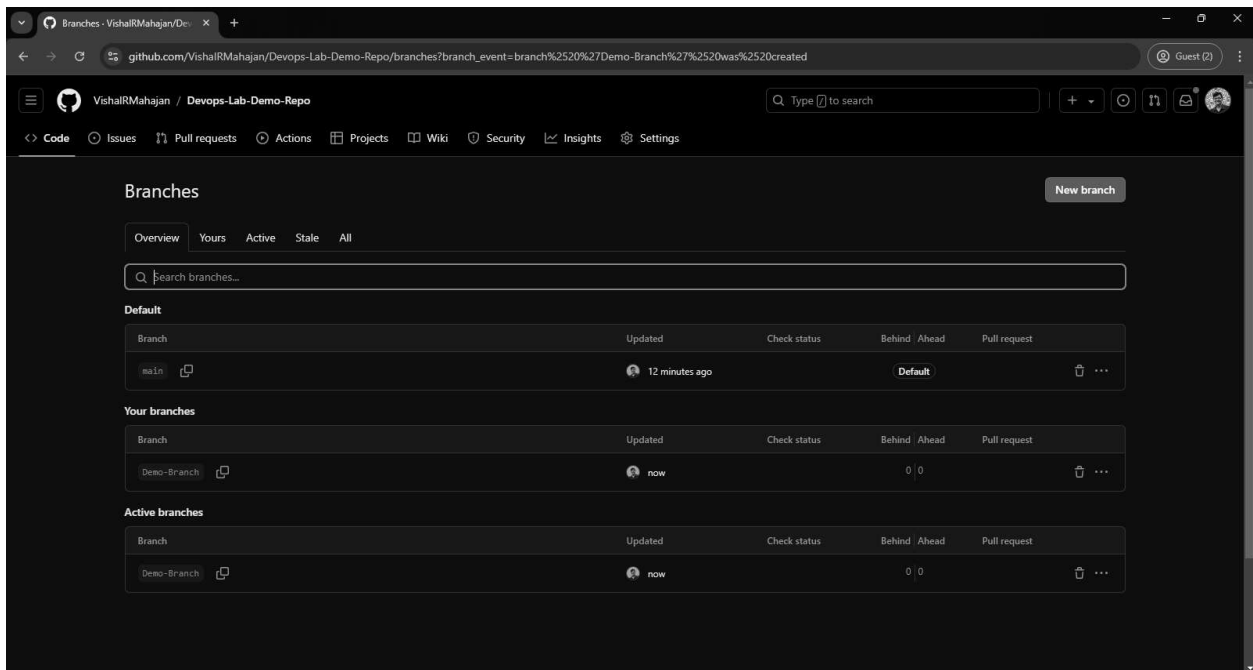 Branches · VishalRMahajan/Dev
github.com/VishalRMahajan/Devops-Lab-Demo-Repo/branches?branch_event=branch%2520%27Demo-Branch%27%2520was%2520created
Guest (2)
VishalRMahajan / Devops-Lab-Demo-Repo
Type / to search
Code Issues Pull requests Actions Projects Wiki Security Insights Settings
Branches
New branch
Overview Yours Active Stale All
Search branches...
Default
Branch Updated Check status Behind Ahead Pull request
main 12 minutes ago Default
Your branches
Branch Updated Check status Behind Ahead Pull request
Demo-Branch now 0 0
Active branches
Branch Updated Check status Behind Ahead Pull request
Demo-Branch now 0 0